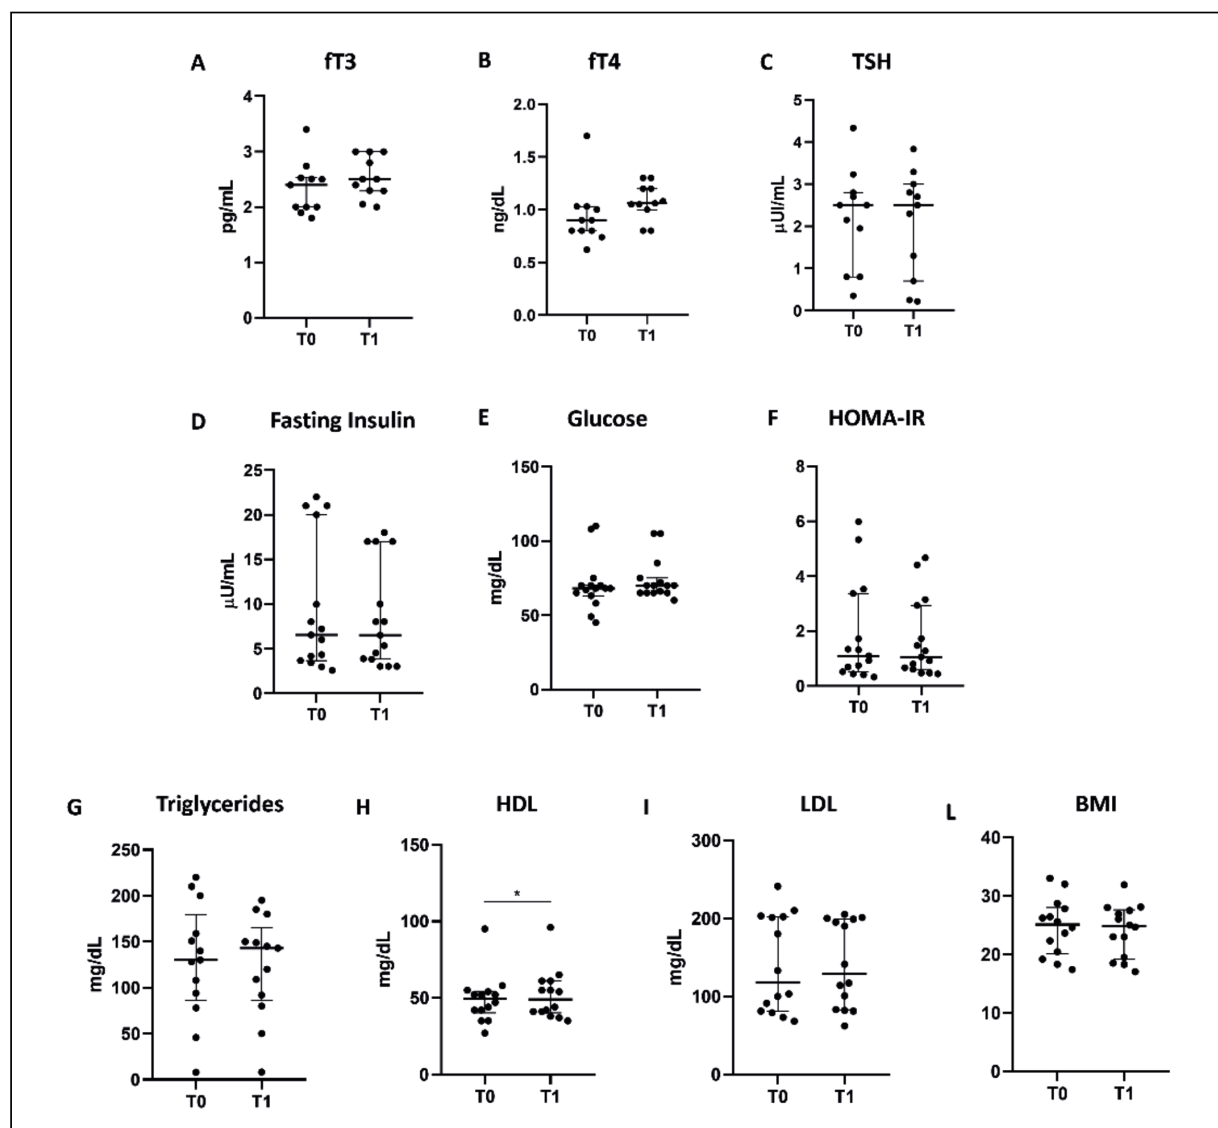 A fT3
B fT4
C TSH
pg/mL
4
3
2
1
0
T0 T1
ng/dL
2.0
1.5
1.0
0.5
0.0
T0 T1
μUI/mL
5
4
3
2
1
0
T0 T1
D Fasting Insulin
E Glucose
F HOMA-IR
μU/mL
25
20
15
10
5
0
T0 T1
mg/dL
150
100
50
0
T0 T1
8
6
4
2
0
T0 T1
G Triglycerides
H HDL
I LDL
L BMI
mg/dL
250
200
150
100
50
0
T0 T1
mg/dL
150
100
50
0
*
T0 T1
mg/dL
300
200
100
0
T0 T1
40
30
20
10
0
T0 T1